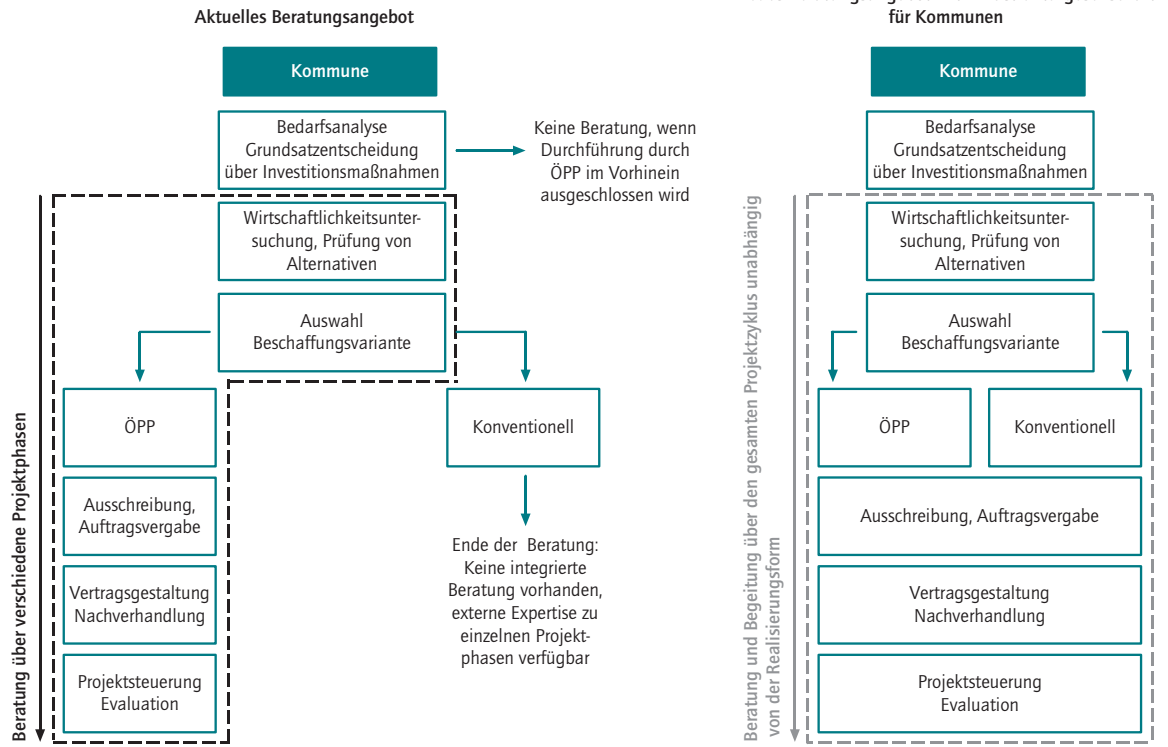 Aktuelles Beratungsangebot
Kommune
Bedarfsanalyse
Grundsatzentscheidung
über Investitionsmaßnahmen
Keine Beratung, wenn
Durchführung durch
ÖPP im Vorhinein
ausgeschlossen wird
Wirtschaftlichkeitsunter-
suchung, Prüfung von
Alternativen
Auswahl
Beschaffungsvariante
ÖPP
Konventionell
Ausschreibung,
Auftragsvergabe
Vertragsgestaltung
Nachverhandlung
Projektsteuerung
Evaluation
Ende der Beratung:
Keine integrierte
Beratung vorhanden,
externe Expertise zu
einzelnen Projekt-
phasen verfügbar
Beratung über verschiedene Projektphasen
für Kommunen
Kommune
Bedarfsanalyse
Grundsatzentscheidung
über Investitionsmaßnahmen
Wirtschaftlichkeitsunter-
suchung, Prüfung von
Alternativen
Auswahl
Beschaffungsvariante
ÖPP
Konventionell
Ausschreibung, Auftragsvergabe
Vertragsgestaltung
Nachverhandlung
Projektsteuerung
Evaluation
Beratung und Begeitung über den gesamten Projektzyklus unabhängig
von der Realisierungsform